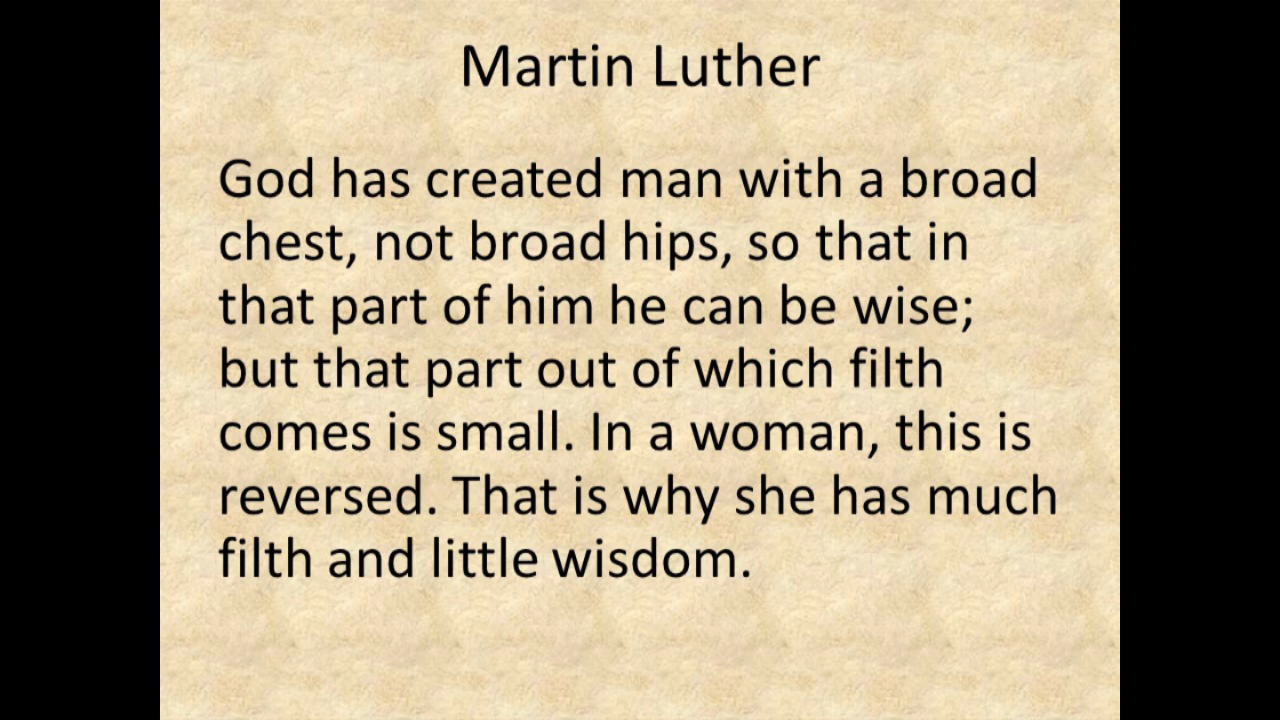 Martin Luther
God has created man with a broad
chest, not broad hips, so that in
that part of him he can be wise;
but that part out of which filth
comes is small. In a woman, this is
reversed. That is why she has much
filth and little wisdom.